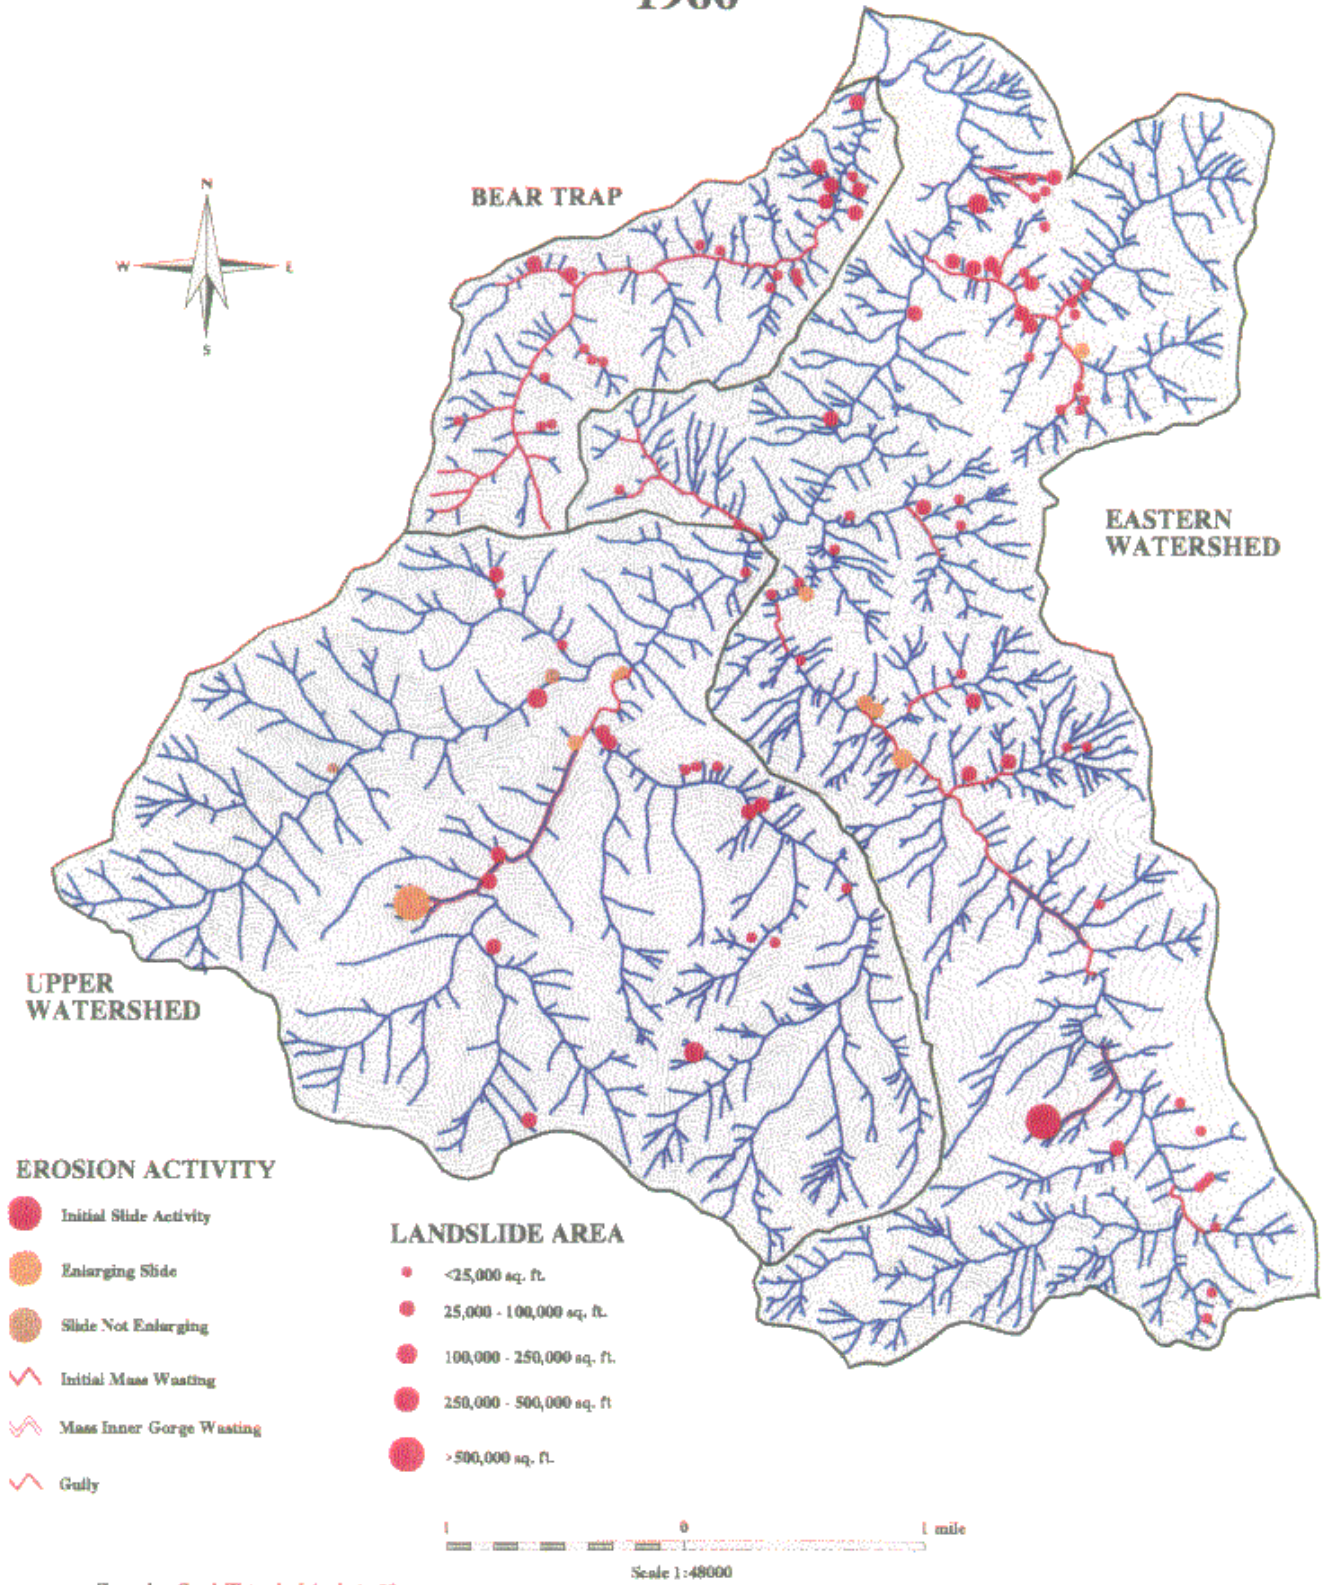 N
BEAR TRAP
W
E
S
EASTERN
WATERSHED
UPPER
WATERSHED
EROSION ACTIVITY
Initial Slide Activity
Enlarging Slide
Slide Not Enlarging
Initial Mass Wasting
Mass Inner Gorge Wasting
Gully
LANDSLIDE AREA
<25,000 sq. ft.
25,000 - 100,000 sq. ft.
100,000 - 250,000 sq. ft.
250,000 - 500,000 sq. ft
>500,000 sq. ft.
1 0 1 mile
Scale 1:48000